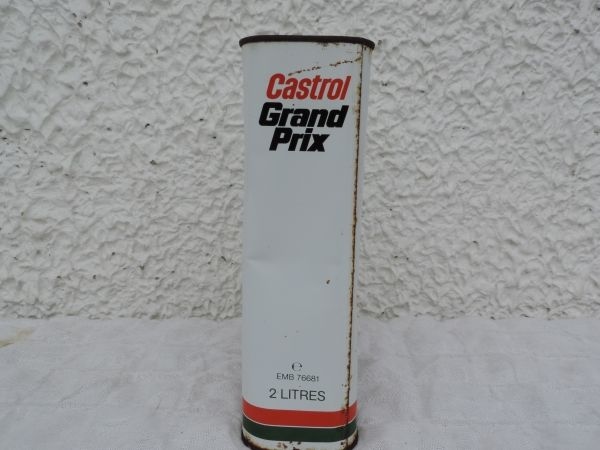 Castrol
Grand
Prix
℮
EMB 76681
2 LITRES